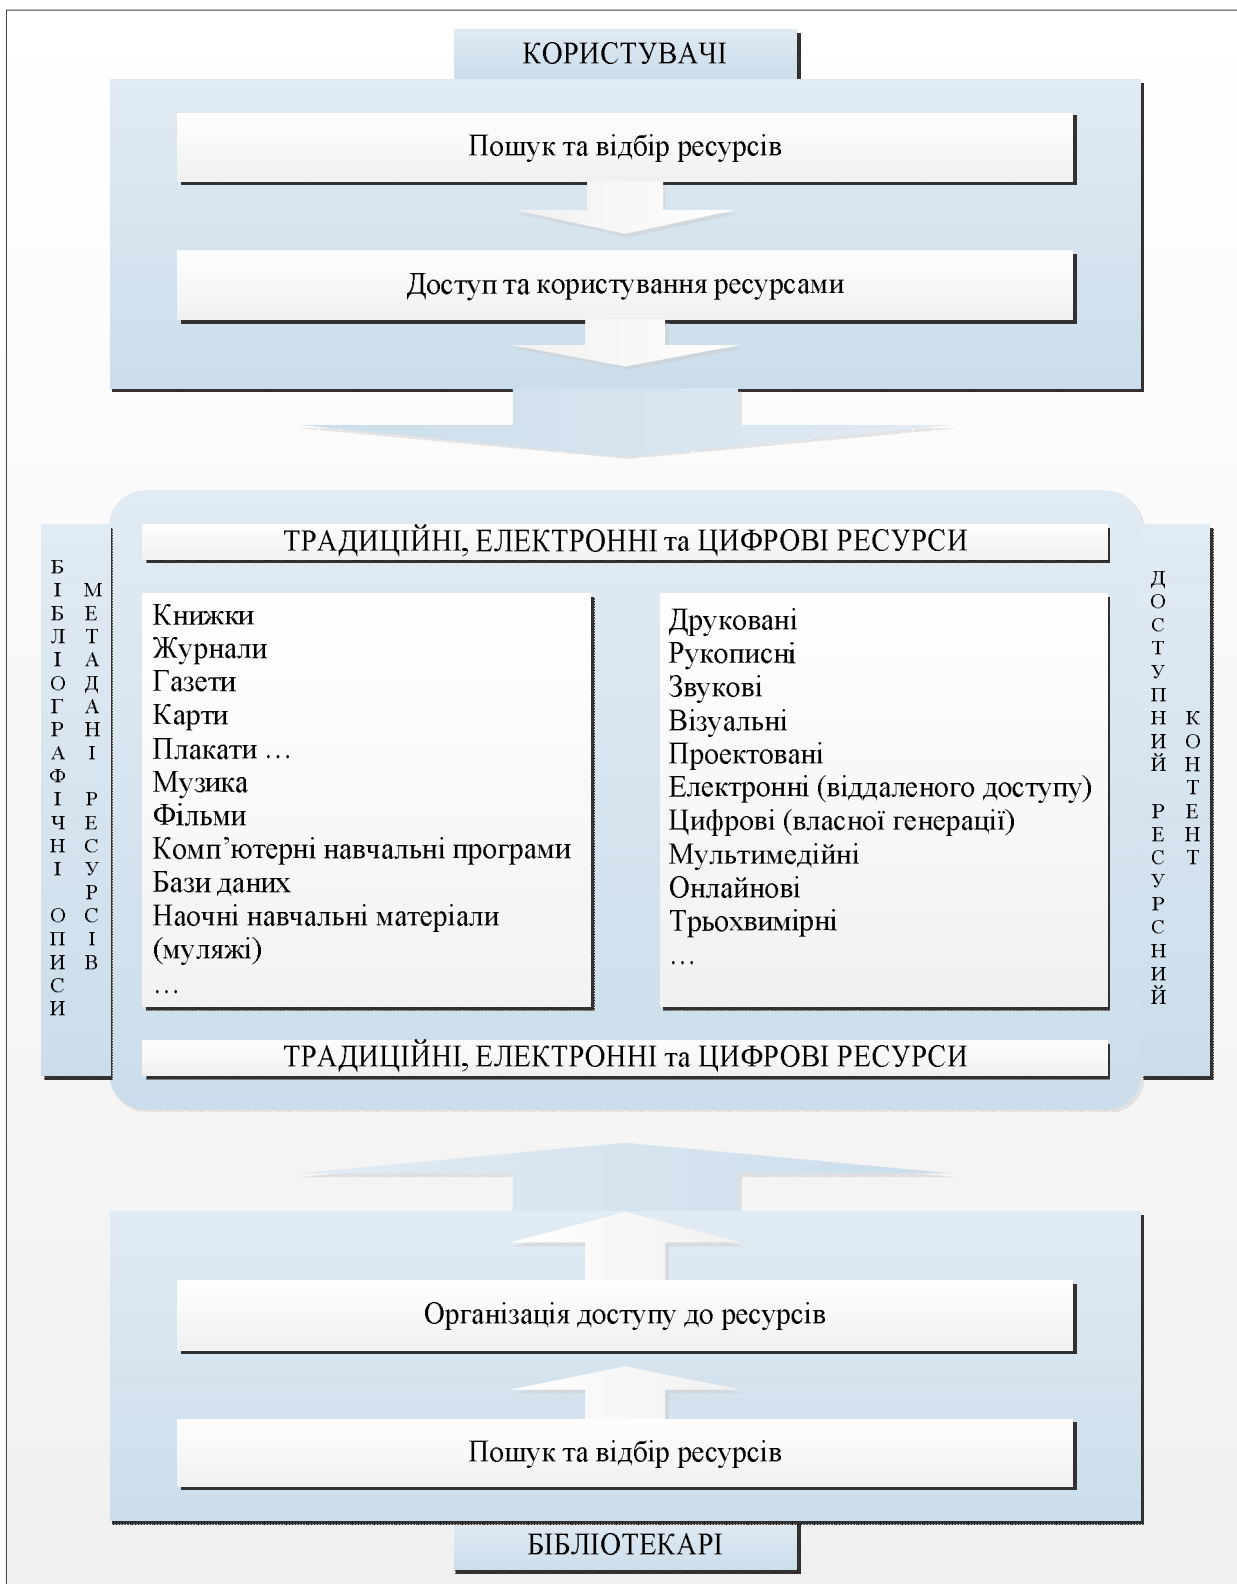 КОРИСТУВАЧІ
Пошук та відбір ресурсів
Доступ та користування ресурсами
БІБЛІОГРАФІЧНІ ОПИСИ
МЕТАДАНІ РЕСУРСІВ
ТРАДИЦІЙНІ, ЕЛЕКТРОННІ та ЦИФРОВІ РЕСУРСИ
Книжки
Журнали
Газети
Карти
Плакати …
Музика
Фільми
Комп’ютерні навчальні програми
Бази даних
Наочні навчальні матеріали
(муляжі)
…
Друковані
Рукописні
Звукові
Візуальні
Проектовані
Електронні (віддаленого доступу)
Цифрові (власної генерації)
Мультимедійні
Онлайнові
Трьохвимірні
…
ТРАДИЦІЙНІ, ЕЛЕКТРОННІ та ЦИФРОВІ РЕСУРСИ
ДОСТУПНИЙ РЕСУРСНИЙ
КОНТЕНТ
Організація доступу до ресурсів
Пошук та відбір ресурсів
БІБЛІОТЕКАРІ